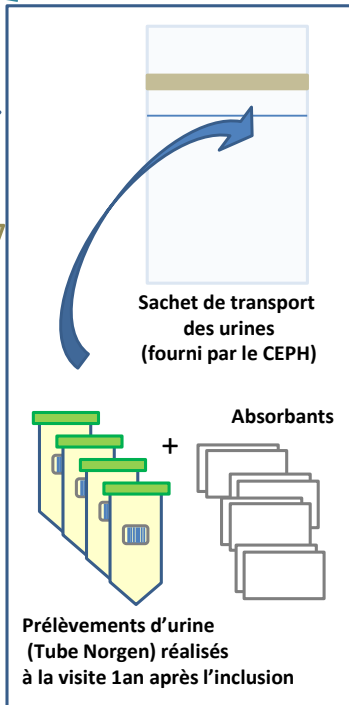 Sachet de transport
des urines
(fourni par le CEPH)
Absorbants
+
Prélèvements d’urine
(Tube Norgen) réalisés
à la visite 1an après l’inclusion